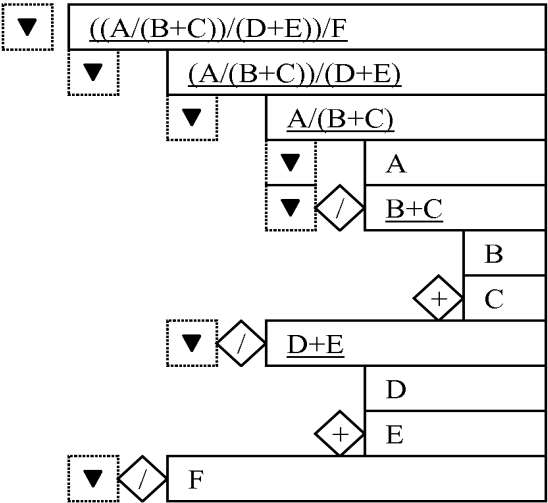 ((A/(B+C))/(D+E))/F
(A/(B+C))/(D+E)
A/(B+C)
A
/ B+C
B
+ C
/ D+E
D
+ E
/ F